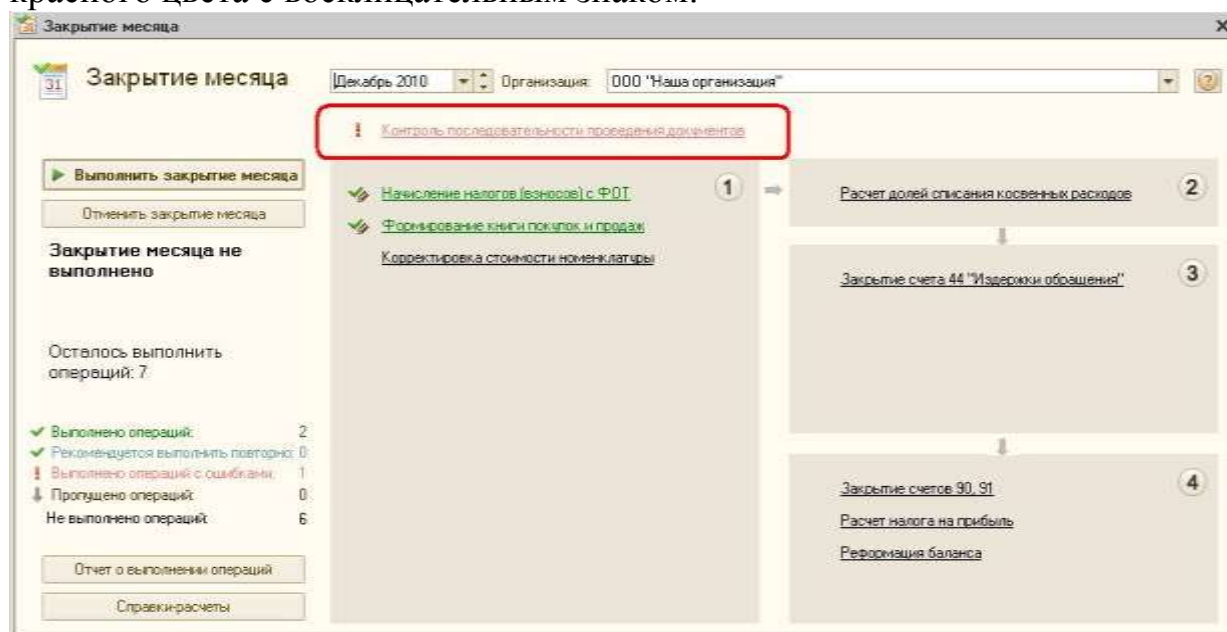 красного цвета с восклицательным знаком.
Закрытие месяца
Закрытие месяца
Декабрь 2010 Организация: ООО "Наша организация"
Контроль последовательности проведения документов
Выполнить закрытие месяца
Отменить закрытие месяца
Закрытие месяца не
выполнено
Осталось выполнить
операций: 7
Выполнено операций: 2
Рекомендуется выполнить повторно: 0
Выполнено операций с ошибками: 1
Пропущено операций: 0
Не выполнено операций: 6
Отчет о выполнении операций
Справки-расчеты
Начисление налогов (взносов) с ФОТ 1
Формирование книги покупок и продаж
Корректировка стоимости номенклатуры
Расчет долей списания косвенных расходов 2
Закрытие счета 44 "Издержки обращения" 3
Закрытие счетов 90, 91 4
Расчет налога на прибыль
Реформация баланса